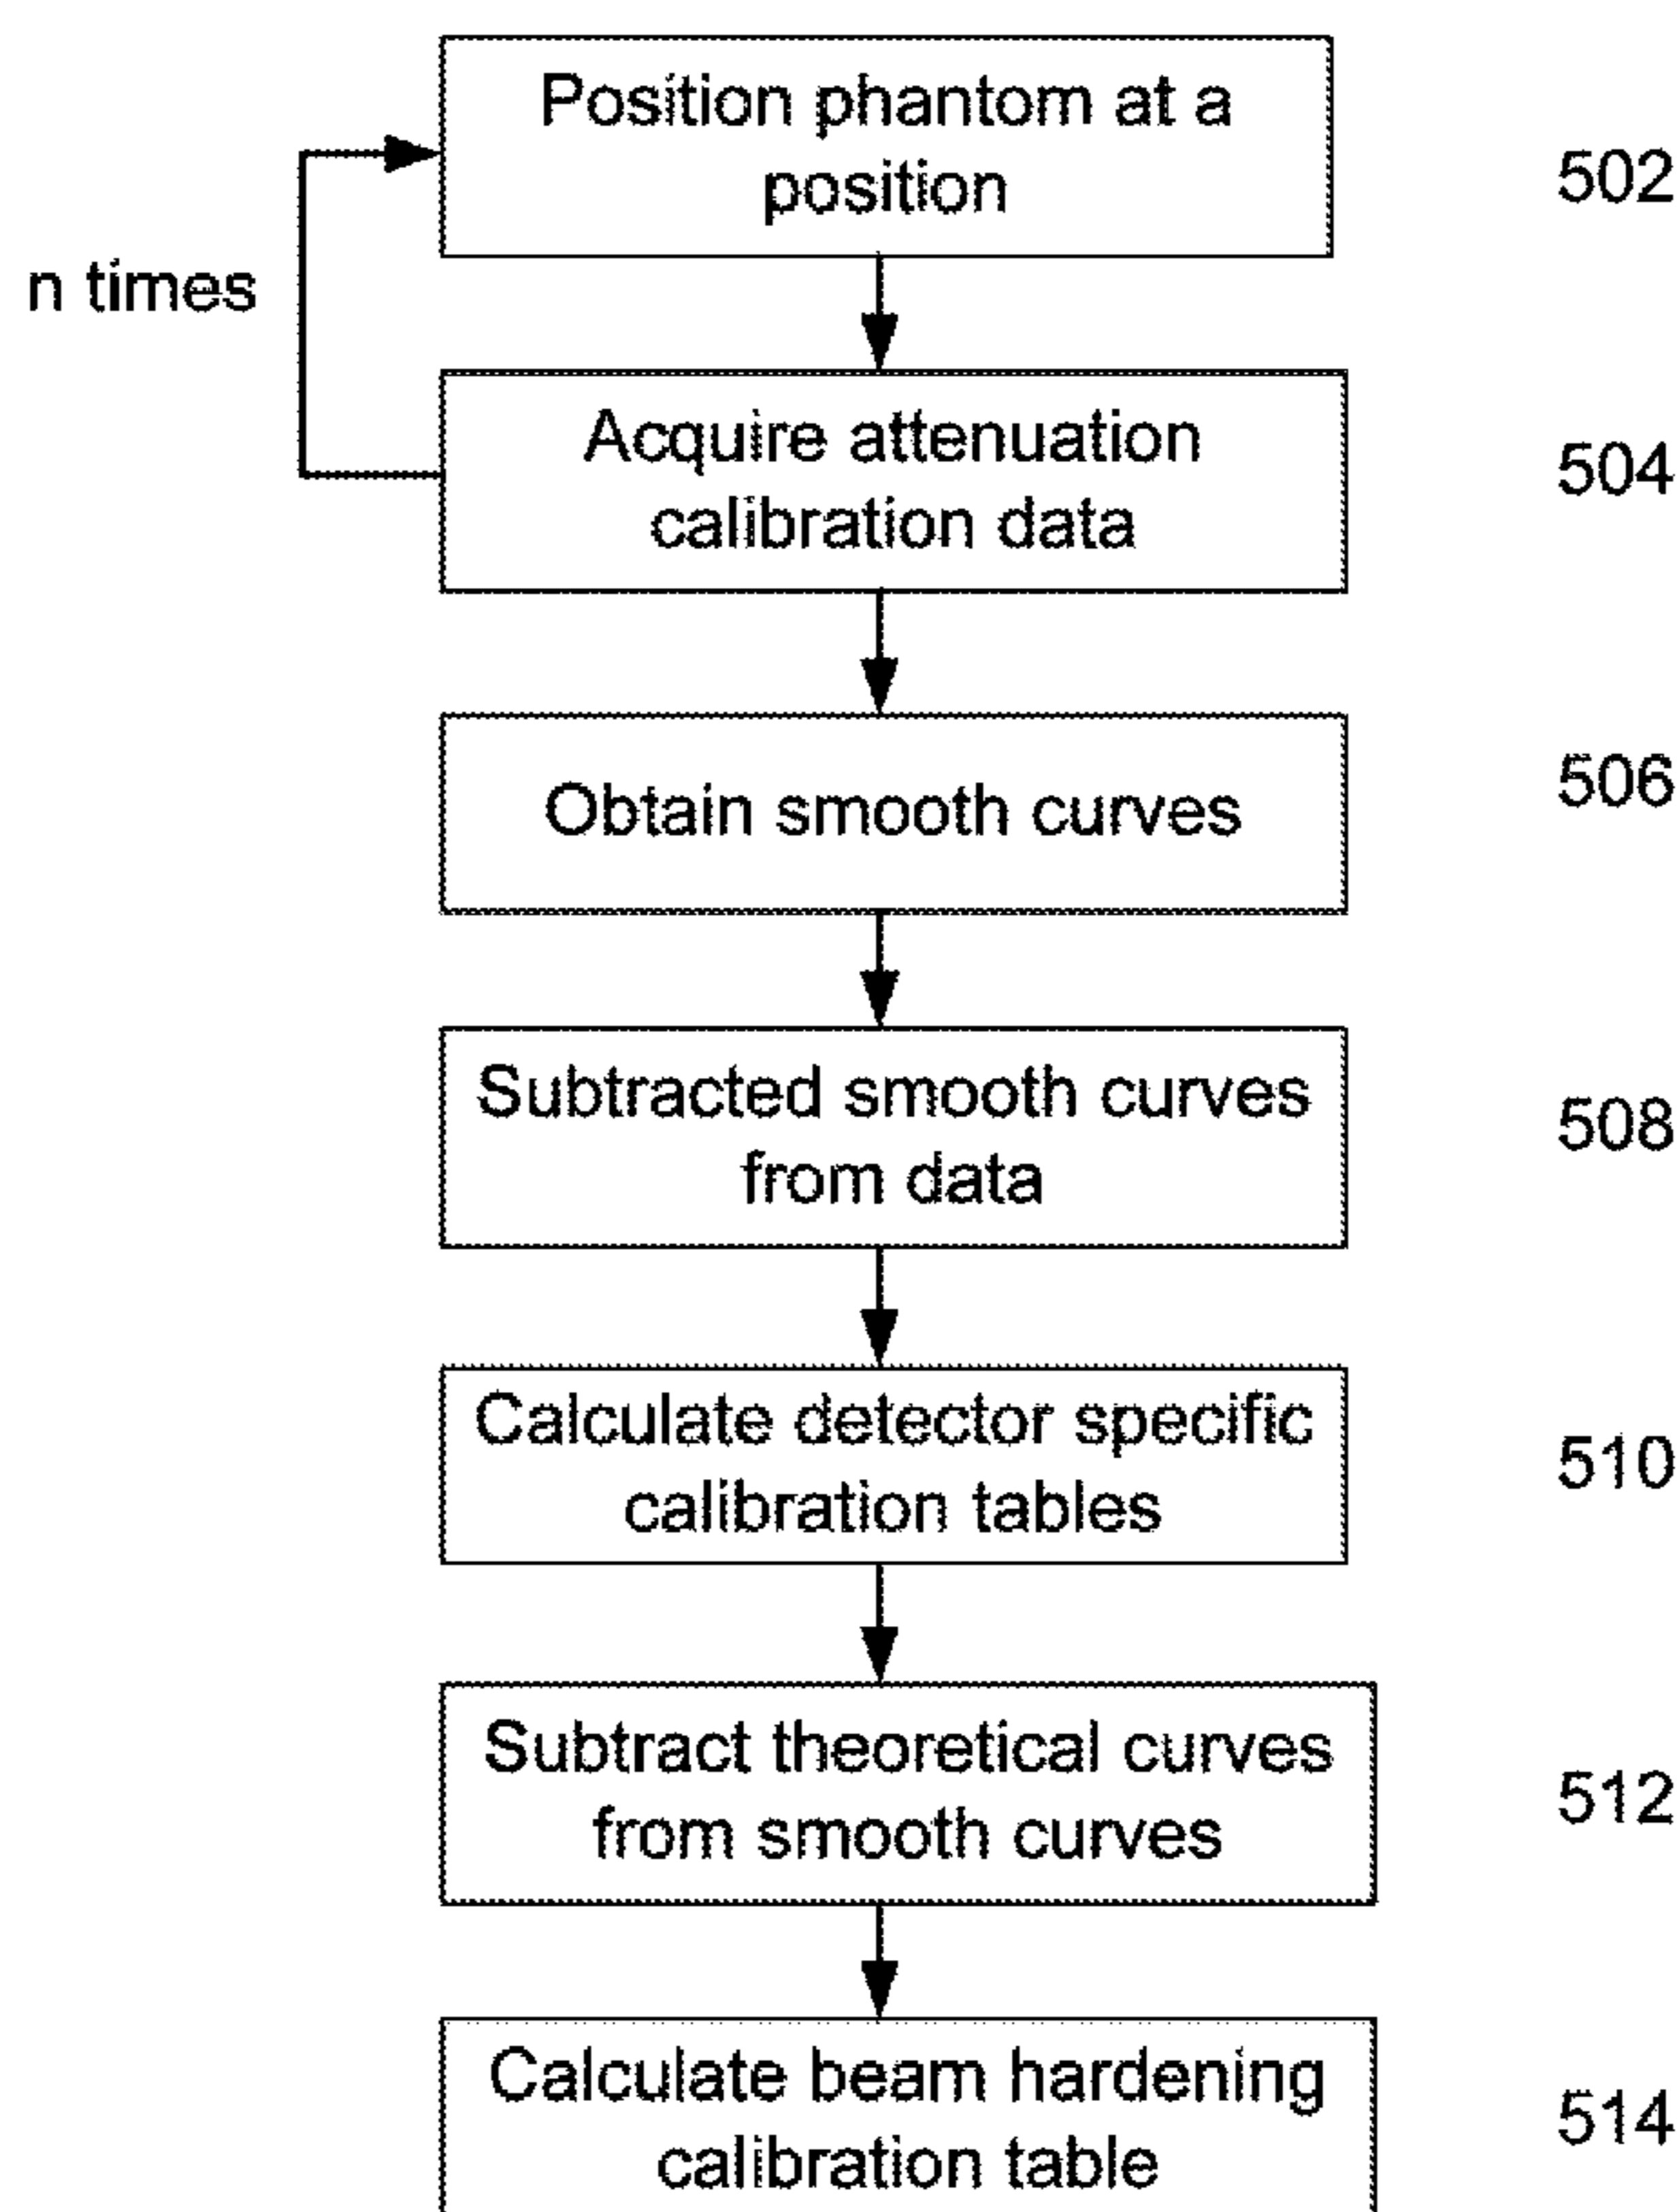 Position phantom at a
position
502
n times
Acquire attenuation
calibration data
504
Obtain smooth curves
506
Subtracted smooth curves
from data
508
Calculate detector specific
calibration tables
510
Subtract theoretical curves
from smooth curves
512
Calculate beam hardening
calibration table
514